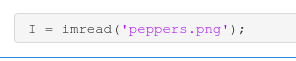 I = imread('peppers.png');